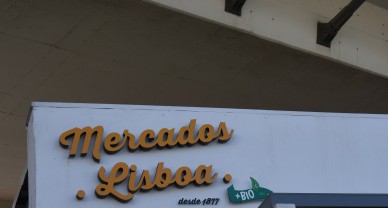 Mercados
· Lisboa ·
desde 1877
+BIO